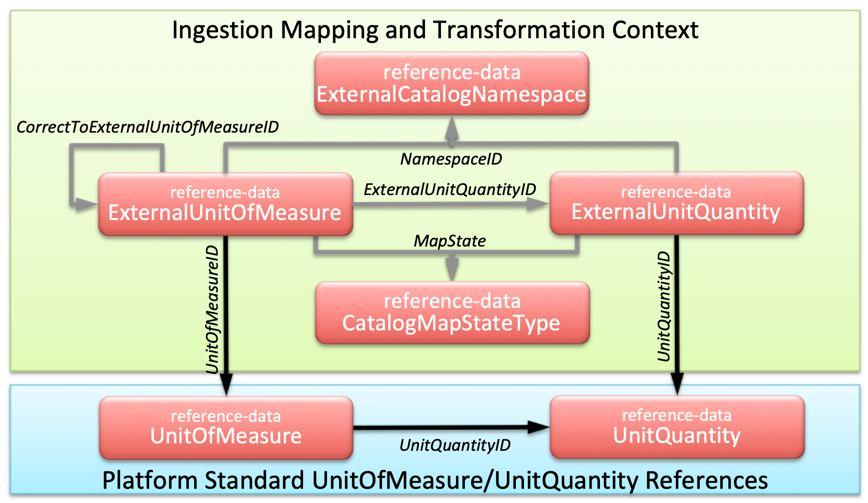 Ingestion Mapping and Transformation Context
reference-data
ExternalCatalogNamespace
CorrectToExternalUnitOfMeasureID
NamespaceID
reference-data
ExternalUnitOfMeasure
ExternalUnitQuantityID
reference-data
ExternalUnitQuantity
MapState
UnitOfMeasureID
UnitQuantityID
reference-data
CatalogMapStateType
reference-data
UnitOfMeasure
UnitQuantityID
reference-data
UnitQuantity
Platform Standard UnitOfMeasure/UnitQuantity References